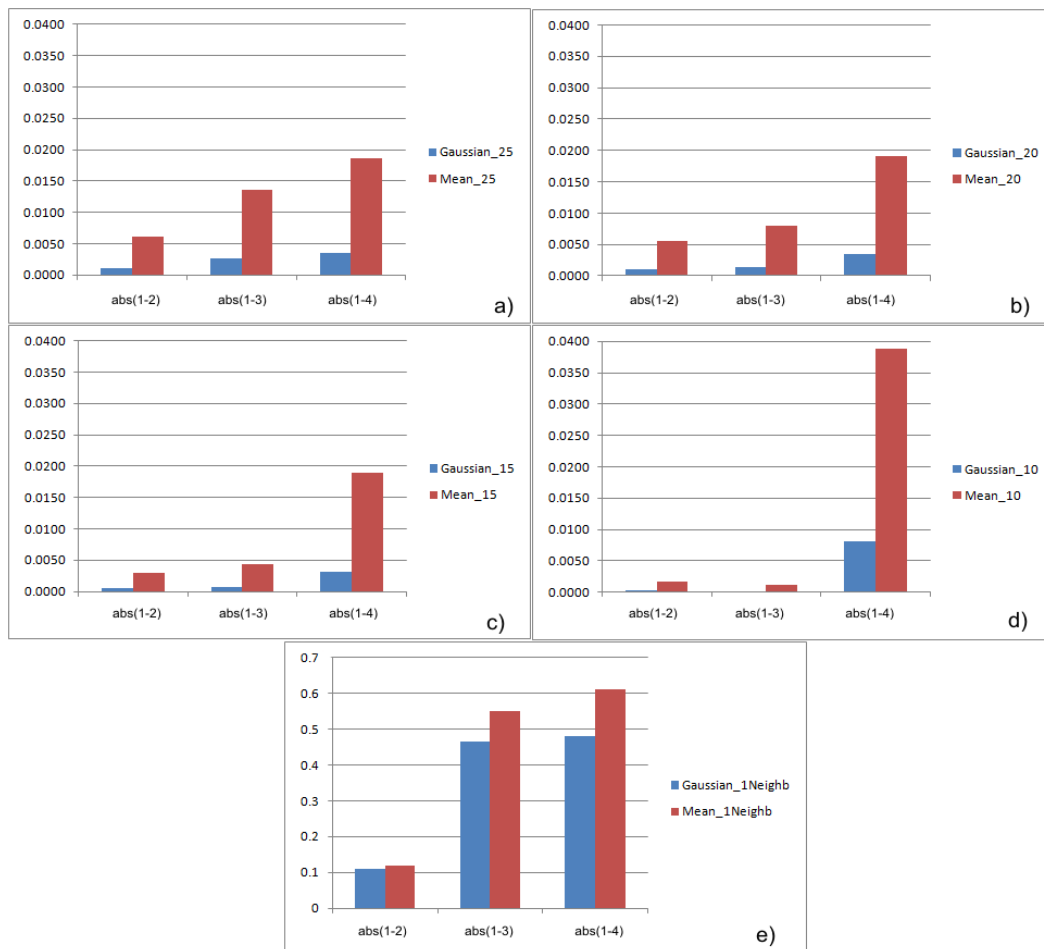 0.0400
0.0350
0.0300
0.0250
0.0200
0.0150
0.0100
0.0050
0.0000
abs(1-2) abs(1-3) abs(1-4)
Gaussian_25
Mean_25
a)
0.0400
0.0350
0.0300
0.0250
0.0200
0.0150
0.0100
0.0050
0.0000
abs(1-2) abs(1-3) abs(1-4)
Gaussian_20
Mean_20
b)
0.0400
0.0350
0.0300
0.0250
0.0200
0.0150
0.0100
0.0050
0.0000
abs(1-2) abs(1-3) abs(1-4)
Gaussian_15
Mean_15
c)
0.0400
0.0350
0.0300
0.0250
0.0200
0.0150
0.0100
0.0050
0.0000
abs(1-2) abs(1-3) abs(1-4)
Gaussian_10
Mean_10
d)
0.7
0.6
0.5
0.4
0.3
0.2
0.1
0
abs(1-2) abs(1-3) abs(1-4)
Gaussian_1Neighb
Mean_1Neighb
e)